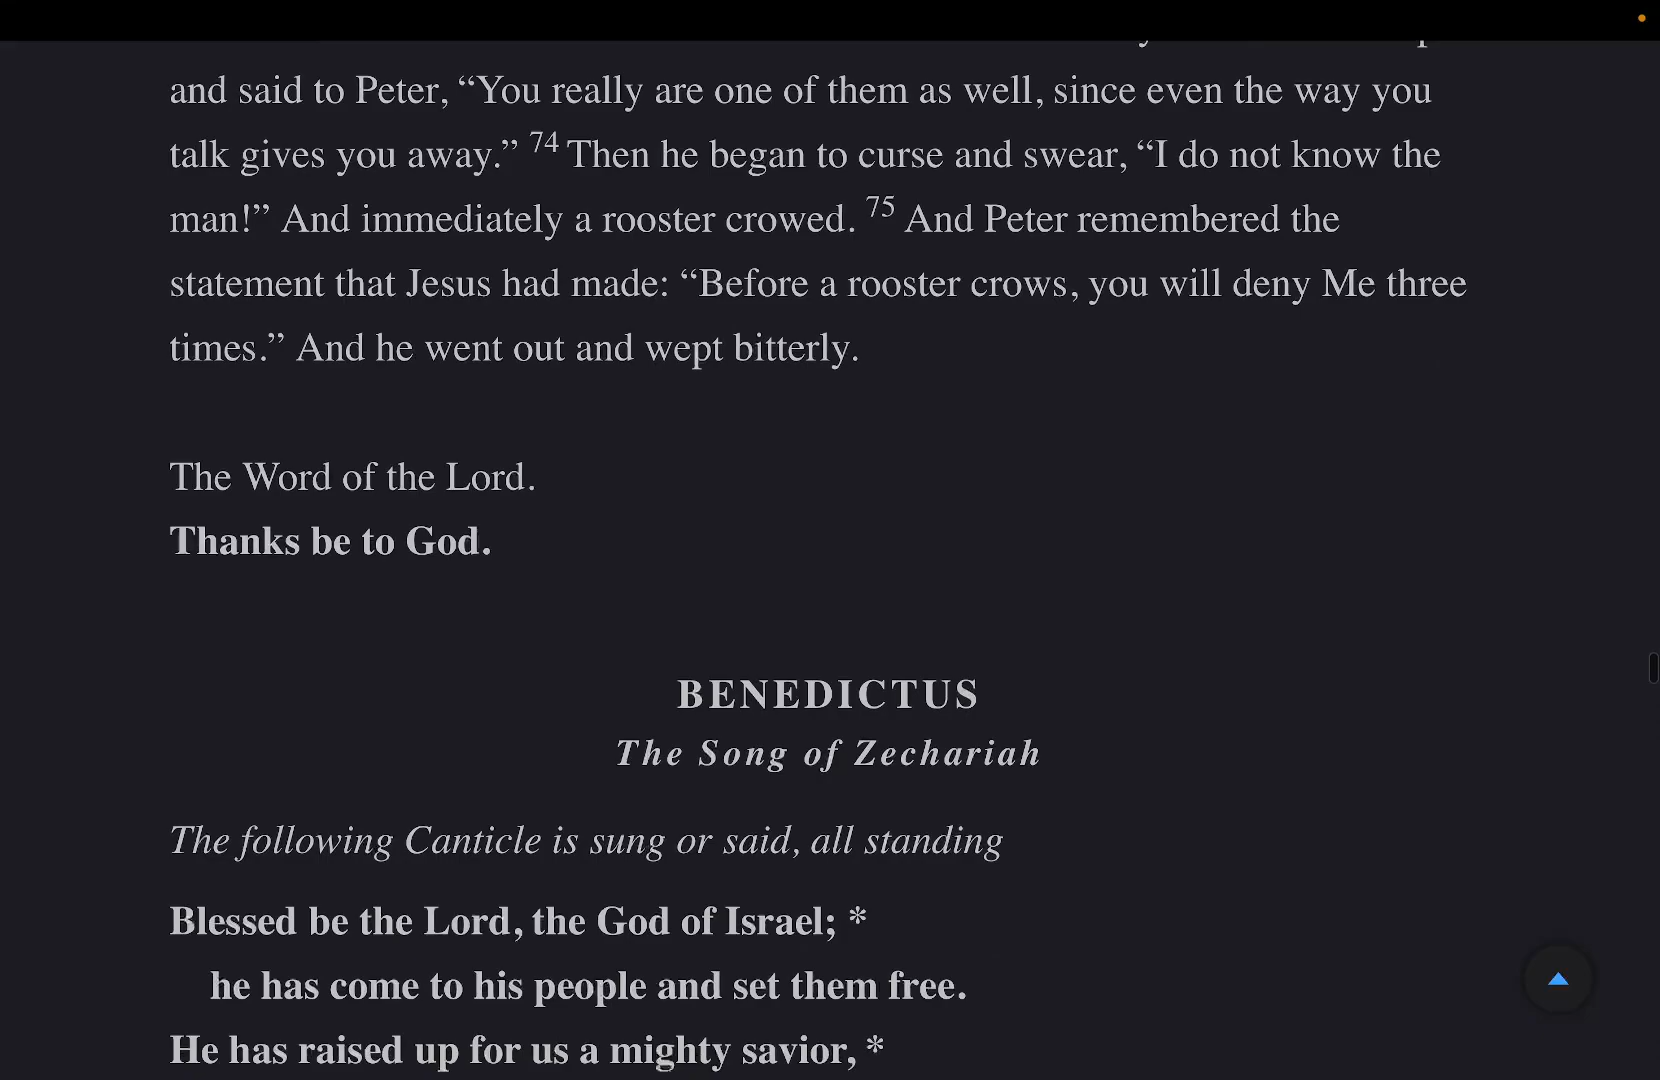 and said to Peter, “You really are one of them as well, since even the way you
talk gives you away.” 74 Then he began to curse and swear, “I do not know the
man!” And immediately a rooster crowed. 75 And Peter remembered the
statement that Jesus had made: “Before a rooster crows, you will deny Me three
times.” And he went out and wept bitterly.
The Word of the Lord.
Thanks be to God.
BENEDICTUS
The Song of Zechariah
The following Canticle is sung or said, all standing
Blessed be the Lord, the God of Israel; *
he has come to his people and set them free.
He has raised up for us a mighty savior, *